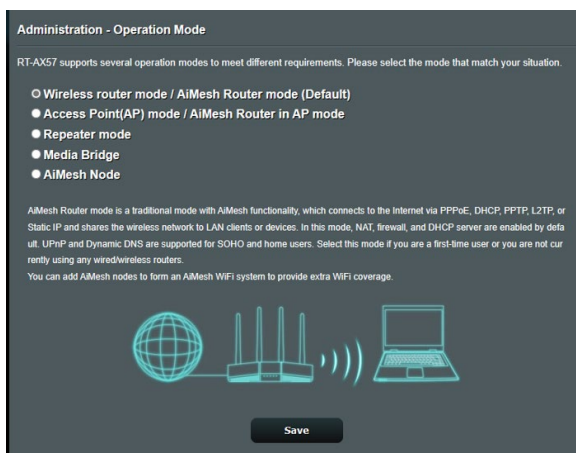 Administration - Operation Mode
RT-AX57 supports several operation modes to meet different requirements. Please select the mode that match your situation.
Wireless router mode / AiMesh Router mode (Default)
Access Point(AP) mode / AiMesh Router in AP mode
Repeater mode
Media Bridge
AiMesh Node
AiMesh Router mode is a traditional mode with AiMesh functionality, which connects to the Internet via PPPoE, DHCP, PPTP, L2TP, or
Static IP and shares the wireless network to LAN clients or devices. In this mode, NAT, firewall, and DHCP server are enabled by defa
ult. UPnP and Dynamic DNS are supported for SOHO and home users. Select this mode if you are a first-time user or you are not cur
rently using any wired/wireless routers.
You can add AiMesh nodes to form an AiMesh WiFi system to provide extra WiFi coverage.
Save